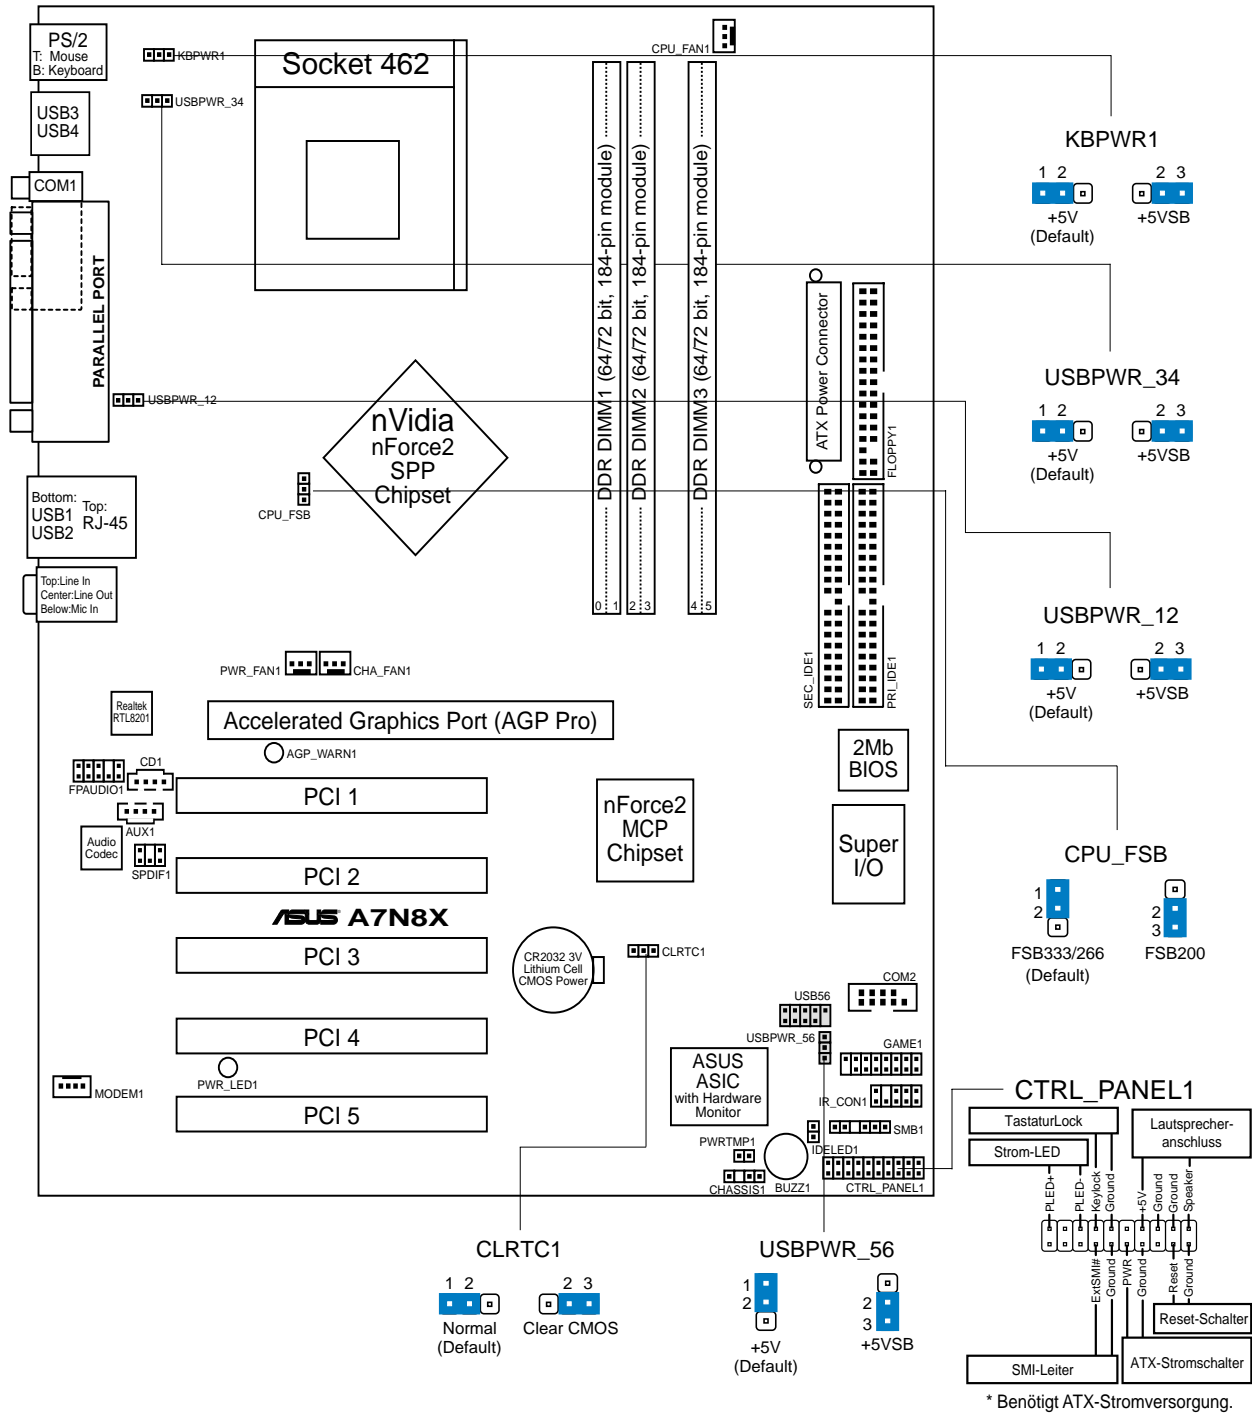 PS/2
T: Mouse
B: Keyboard
USB3
USB4
COM1
PARALLEL PORT
Bottom:
USB1
USB2
Top:
RJ-45
Top:Line In
Center:Line Out
Below:Mic In
KBPWR1
USBPWR_34
Socket 462
CPU_FAN1
USBPWR_12
nVidia
nForce2
SPP
Chipset
CPU_FSB
DDR DIMM1 (64/72 bit, 184-pin module)
DDR DIMM2 (64/72 bit, 184-pin module)
DDR DIMM3 (64/72 bit, 184-pin module)
0 1
2 3
4 5
ATX Power Connector
FLOPPY1
SEC_IDE1
PRI_IDE1
PWR_FAN1
CHA_FAN1
Realtek
RTL8201
Accelerated Graphics Port (AGP Pro)
AGP_WARN1
CD1
FPAUDIO1
AUX1
Audio
Codec
SPDIF1
PCI 1
PCI 2
ASUS A7N8X
PCI 3
PCI 4
PWR_LED1
PCI 5
MODEM1
nForce2
MCP
Chipset
2Mb
BIOS
Super
I/O
CR2032 3V
Lithium Cell
CMOS Power
CLRTC1
COM2
USB56
USBPWR_56
GAME1
ASUS
ASIC
with Hardware
Monitor
IR_CON1
SMB1
PWRTMP1
IDELED1
CHASSIS1
BUZZ1
CTRL_PANEL1
KBPWR1
1 2
2 3
+5V
(Default)
+5VSB
USBPWR_34
1 2
2 3
+5V
(Default)
+5VSB
USBPWR_12
1 2
2 3
+5V
(Default)
+5VSB
CPU_FSB
1
2
2
3
FSB333/266
(Default)
FSB200
CLRTC1
1 2
2 3
Normal
(Default)
Clear CMOS
USBPWR_56
1
2
2
3
+5V
(Default)
+5VSB
CTRL_PANEL1
TastaturLock
Lautsprecher-
anschluss
Strom-LED
PLED+
PLED-
Keylock
Ground
+5V
Ground
Ground
Speaker
ExtSMI#
Ground
PWR
Ground
Reset
Ground
Reset-Schalter
ATX-Stromschalter
SMI-Leiter
* Benötigt ATX-Stromversorgung.